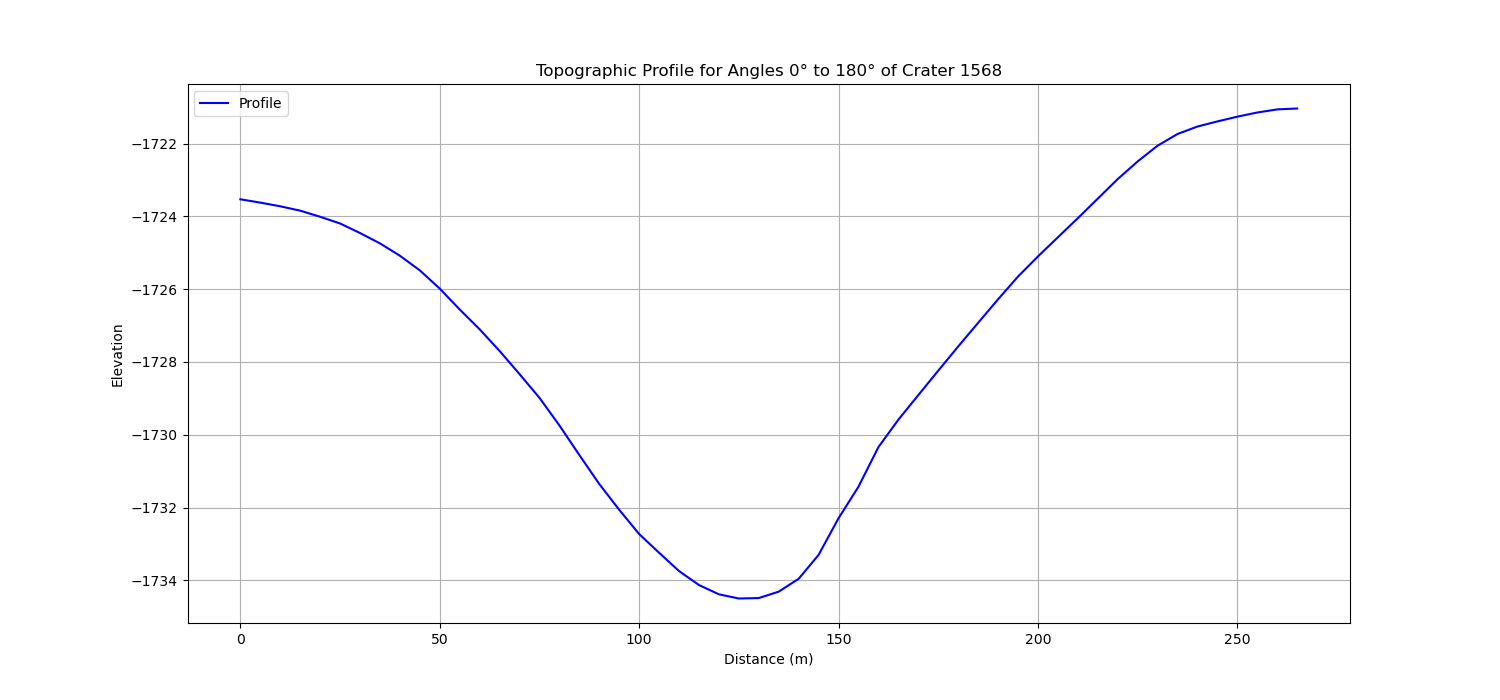 Topographic Profile for Angles 0° to 180° of Crater 1568
Profile
−1722
−1724
−1726
−1728
−1730
−1732
−1734
Elevation
0 50 100 150 200 250
Distance (m)